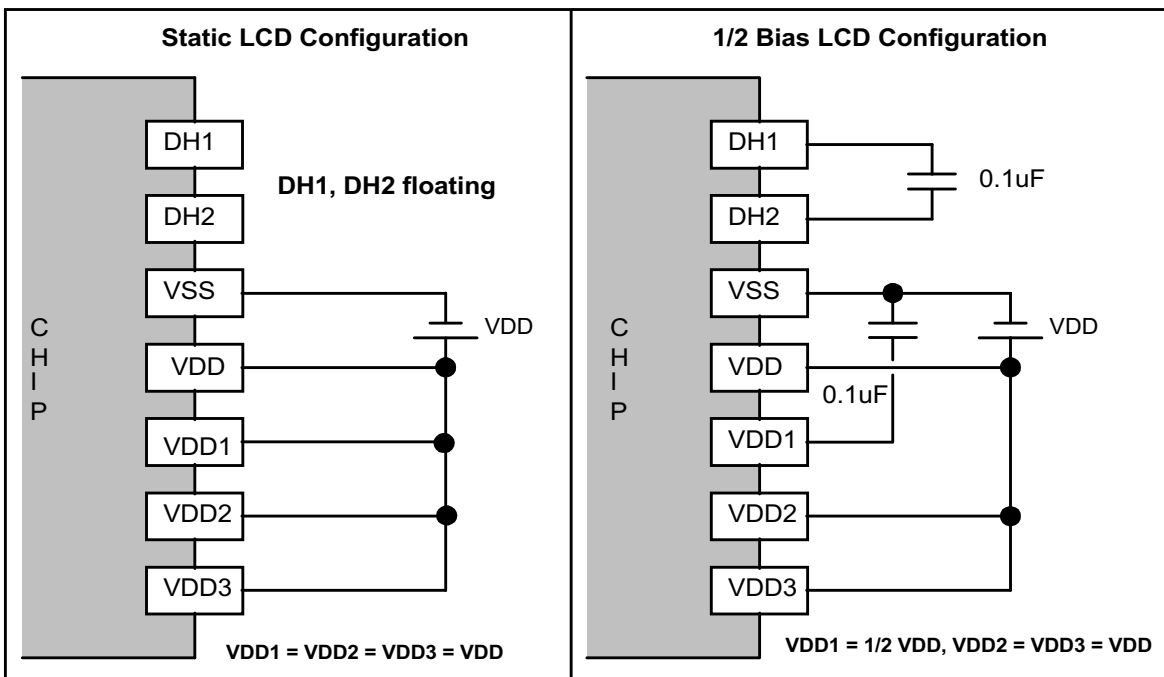 Static LCD Configuration
DH1
DH1, DH2 floating
DH2
VSS
VDD
VDD
VDD1
VDD2
VDD3
CHIP
VDD1 = VDD2 = VDD3 = VDD
1/2 Bias LCD Configuration
DH1
0.1uF
DH2
VSS
VDD
VDD
0.1uF
VDD1
VDD2
VDD3
CHIP
VDD1 = 1/2 VDD, VDD2 = VDD3 = VDD